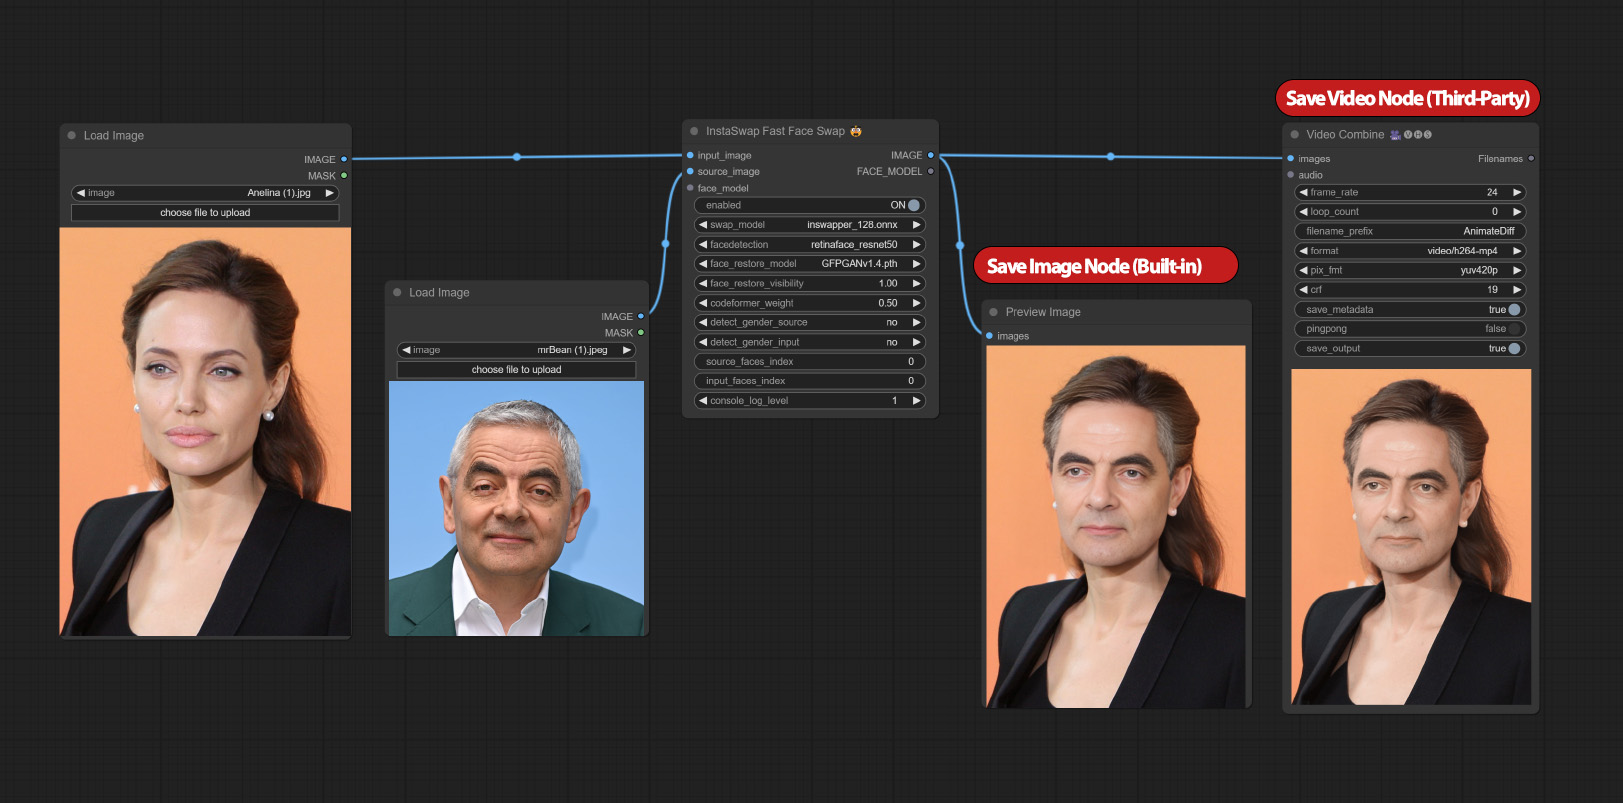 Load Image
IMAGE
MASK
image Anelina (1).jpg
choose file to upload
Load Image
IMAGE
MASK
image mrBean (1).jpeg
choose file to upload
InstaSwap Fast Face Swap
input_image IMAGE
source_image FACE_MODEL
face_model
enabled ON
swap_model inswapper_128.onnx
facedetection retinaface_resnet50
face_restore_model GFPGANv1.4.pth
face_restore_visibility 1.00
codeformer_weight 0.50
detect_gender_source no
detect_gender_input no
source_faces_index 0
input_faces_index 0
console_log_level 1
Save Image Node (Built-in)
Preview Image
images
Save Video Node (Third-Party)
Video Combine VHS
images Filenames
audio
frame_rate 24
loop_count 0
filename_prefix AnimateDiff
format video/h264-mp4
pix_fmt yuv420p
crf 19
save_metadata true
pingpong false
save_output true